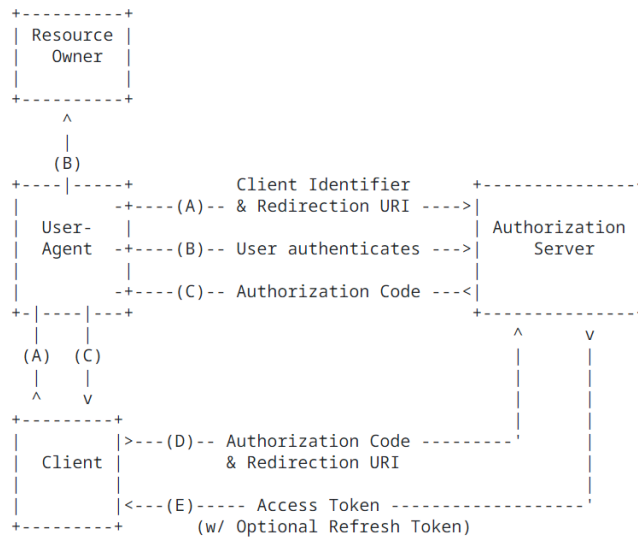 +----------+
| Resource |
|  Owner   |
|          |
+----------+
     ^
     |
    (B)
+----|-----+          Client Identifier      +---------------
|         -+----(A)-- & Redirection URI ---->|
|  User-   |                                 | Authorization
|  Agent  -+----(B)-- User authenticates --->|     Server
|          |                                 |
|         -+----(C)-- Authorization Code ---<|
+-|----|---+                                 +---------------
  |    |                                         ^      v
 (A)  (C)                                        |      |
  |    |                                         |      |
  ^    v                                         |      |
+---------+                                      |      |
|         |>---(D)-- Authorization Code ---------'      |
|  Client |          & Redirection URI                  |
|         |                                             |
|         |<---(E)----- Access Token -------------------'
+---------+       (w/ Optional Refresh Token)